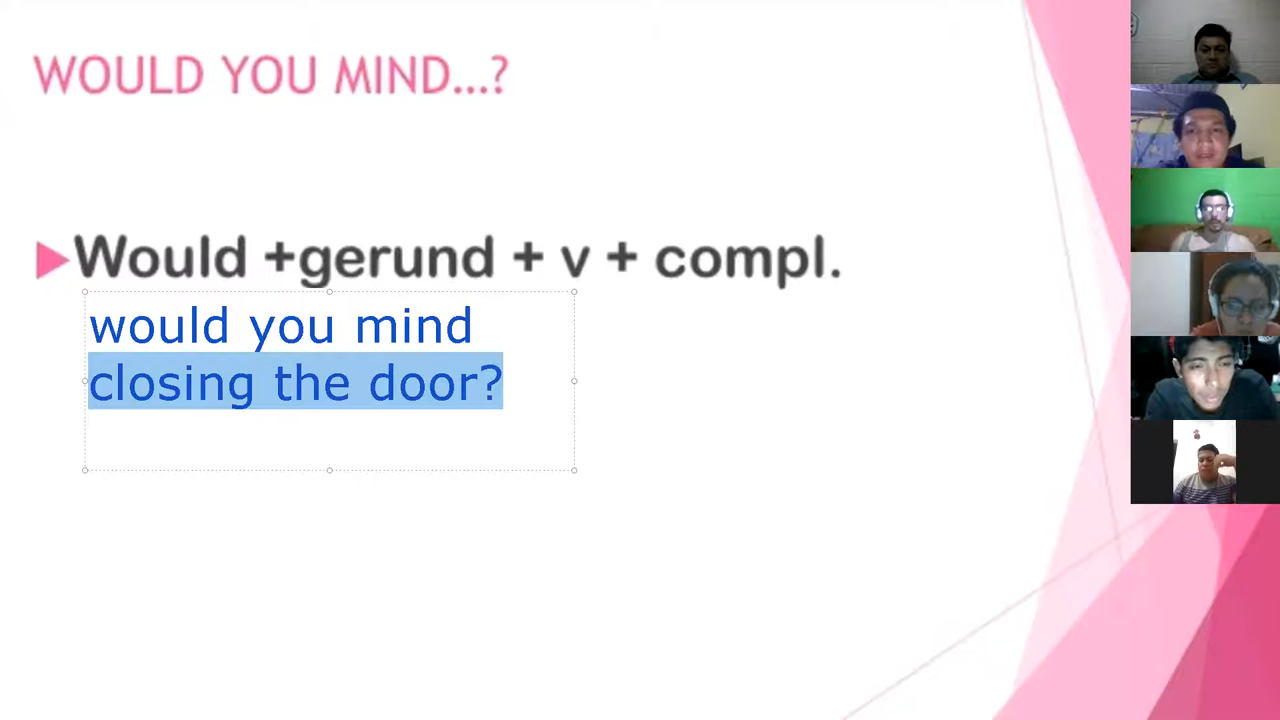 WOULD YOU MIND...?
Would +gerund + v + compl.
would you mind
closing the door?